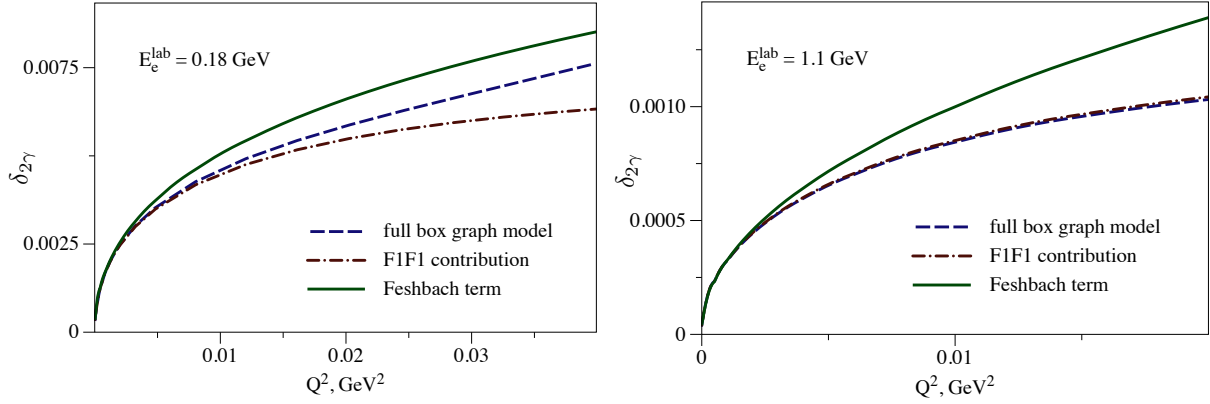 E_e^lab = 0.18 GeV
0.0075
0.0025
0
δ_2γ
full box graph model
F1F1 contribution
Feshbach term
0.01
0.02
0.03
Q^2, GeV^2
E_e^lab = 1.1 GeV
0.0010
0.0005
0
δ_2γ
full box graph model
F1F1 contribution
Feshbach term
0
0.01
Q^2, GeV^2